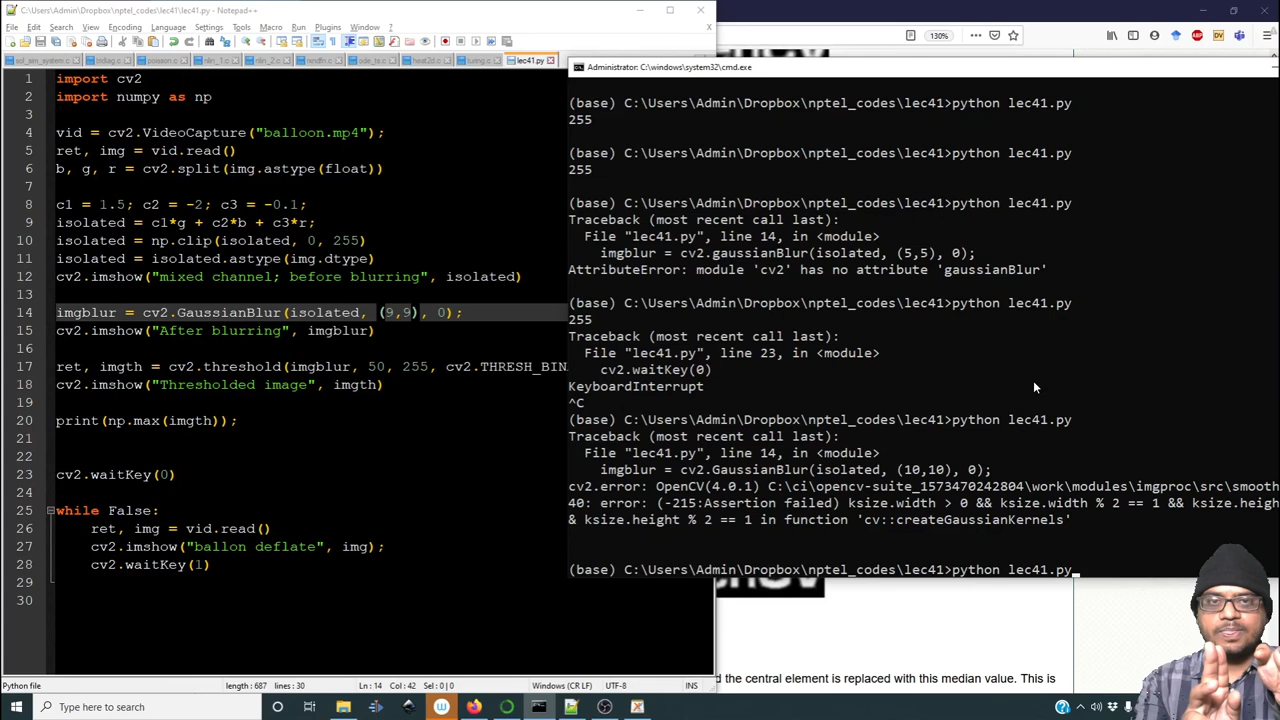 C:\Users\Admin\Dropbox\nptel_codes\lec41\lec41.py - Notepad++
File Edit Search View Encoding Language Settings Tools Macro Run Plugins Window ?
130%
lec41.py
Administrator: C:\windows\system32\cmd.exe
1 import cv2
2 import numpy as np
3
4 vid = cv2.VideoCapture("balloon.mp4");
5 ret, img = vid.read()
6 b, g, r = cv2.split(img.astype(float))
7
8 c1 = 1.5; c2 = -2; c3 = -0.1;
9 isolated = c1*g + c2*b + c3*r;
10 isolated = np.clip(isolated, 0, 255)
11 isolated = isolated.astype(img.dtype)
12 cv2.imshow("mixed channel; before blurring", isolated)
13
14 imgblur = cv2.GaussianBlur(isolated, (9,9), 0);
15 cv2.imshow("After blurring", imgblur)
16
17 ret, imgth = cv2.threshold(imgblur, 50, 255, cv2.THRESH_BIN
18 cv2.imshow("Thresholded image", imgth)
19
20 print(np.max(imgth));
21
22
23 cv2.waitKey(0)
24
25 while False:
26 ret, img = vid.read()
27 cv2.imshow("ballon deflate", img);
28 cv2.waitKey(1)
29
30
(base) C:\Users\Admin\Dropbox\nptel_codes\lec41>python lec41.py
255
(base) C:\Users\Admin\Dropbox\nptel_codes\lec41>python lec41.py
255
(base) C:\Users\Admin\Dropbox\nptel_codes\lec41>python lec41.py
Traceback (most recent call last):
File "lec41.py", line 14, in <module>
imgblur = cv2.gaussianBlur(isolated, (5,5), 0);
AttributeError: module 'cv2' has no attribute 'gaussianBlur'
(base) C:\Users\Admin\Dropbox\nptel_codes\lec41>python lec41.py
255
Traceback (most recent call last):
File "lec41.py", line 23, in <module>
cv2.waitKey(0)
KeyboardInterrupt
^C
(base) C:\Users\Admin\Dropbox\nptel_codes\lec41>python lec41.py
Traceback (most recent call last):
File "lec41.py", line 14, in <module>
imgblur = cv2.GaussianBlur(isolated, (10,10), 0);
cv2.error: OpenCV(4.0.1) C:\ci\opencv-suite_1573470242804\work\modules\imgproc\src\smooth
40: error: (-215:Assertion failed) ksize.width > 0 && ksize.width % 2 == 1 && ksize.heigh
& ksize.height % 2 == 1 in function 'cv::createGaussianKernels'
(base) C:\Users\Admin\Dropbox\nptel_codes\lec41>python lec41.py
d the central element is replaced with this median value. This is
Python file length : 687 lines : 30 Ln : 14 Col : 42 Sel : 0 | 0 Windows (CR LF) UTF-8 INS
Type here to search